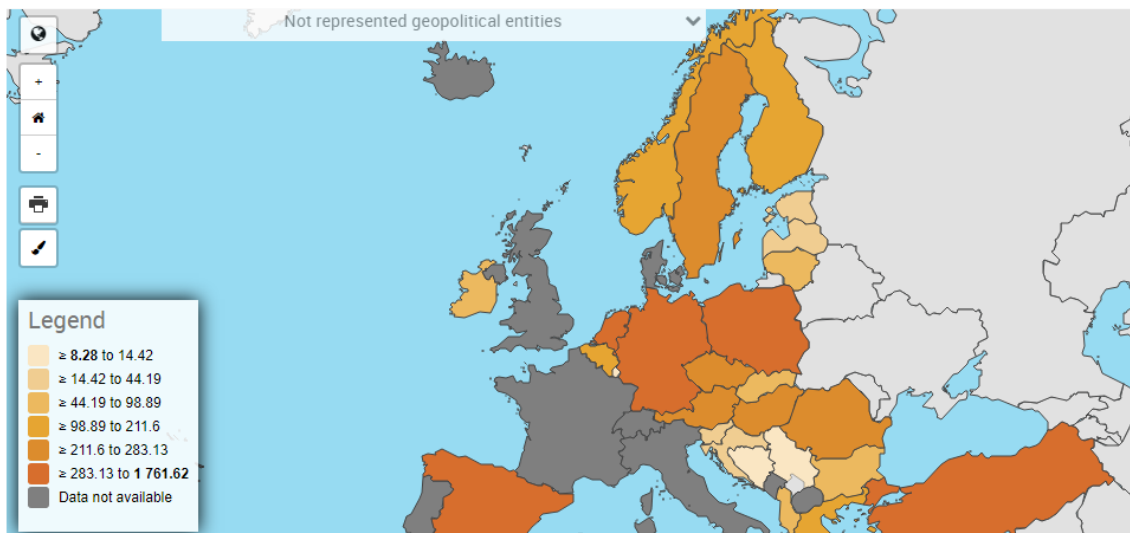 Not represented geopolitical entities
+
-
Legend
≥ 8.28 to 14.42
≥ 14.42 to 44.19
≥ 44.19 to 98.89
≥ 98.89 to 211.6
≥ 211.6 to 283.13
≥ 283.13 to 1 761.62
Data not available